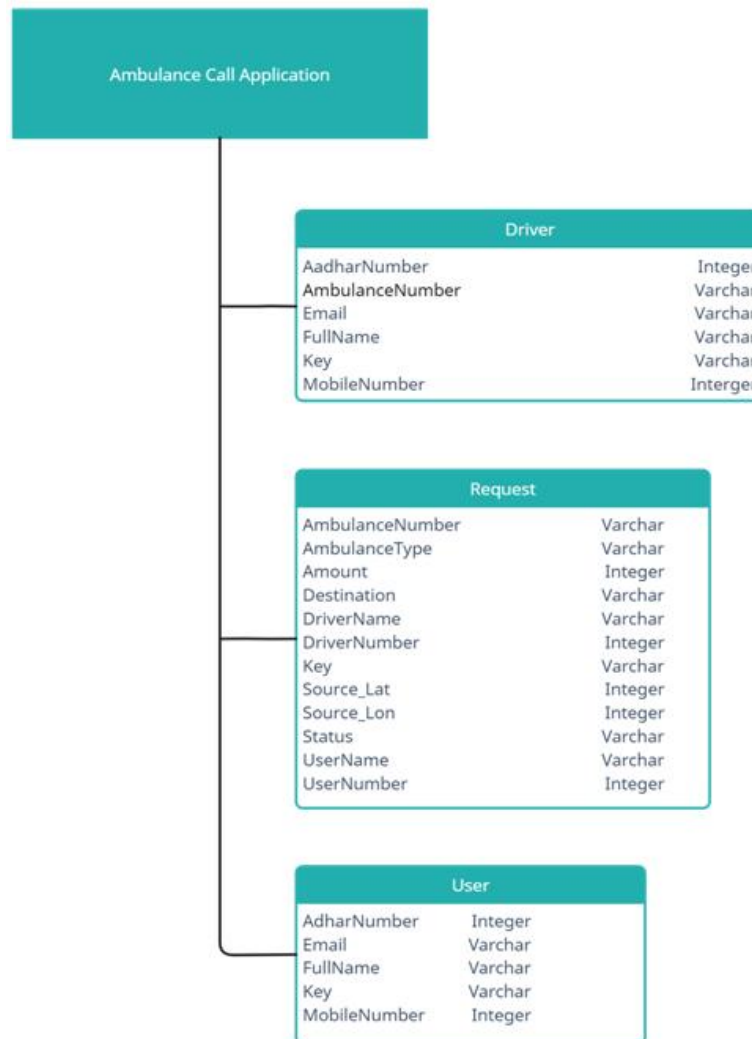 Ambulance Call Application
Driver
AadharNumber Integer
AmbulanceNumber Varchar
Email Varchar
FullName Varchar
Key Varchar
MobileNumber Interger
Request
AmbulanceNumber Varchar
AmbulanceType Varchar
Amount Integer
Destination Varchar
DriverName Varchar
DriverNumber Integer
Key Varchar
Source_Lat Integer
Source_Lon Integer
Status Varchar
UserName Varchar
UserNumber Integer
User
AdharNumber Integer
Email Varchar
FullName Varchar
Key Varchar
MobileNumber Integer